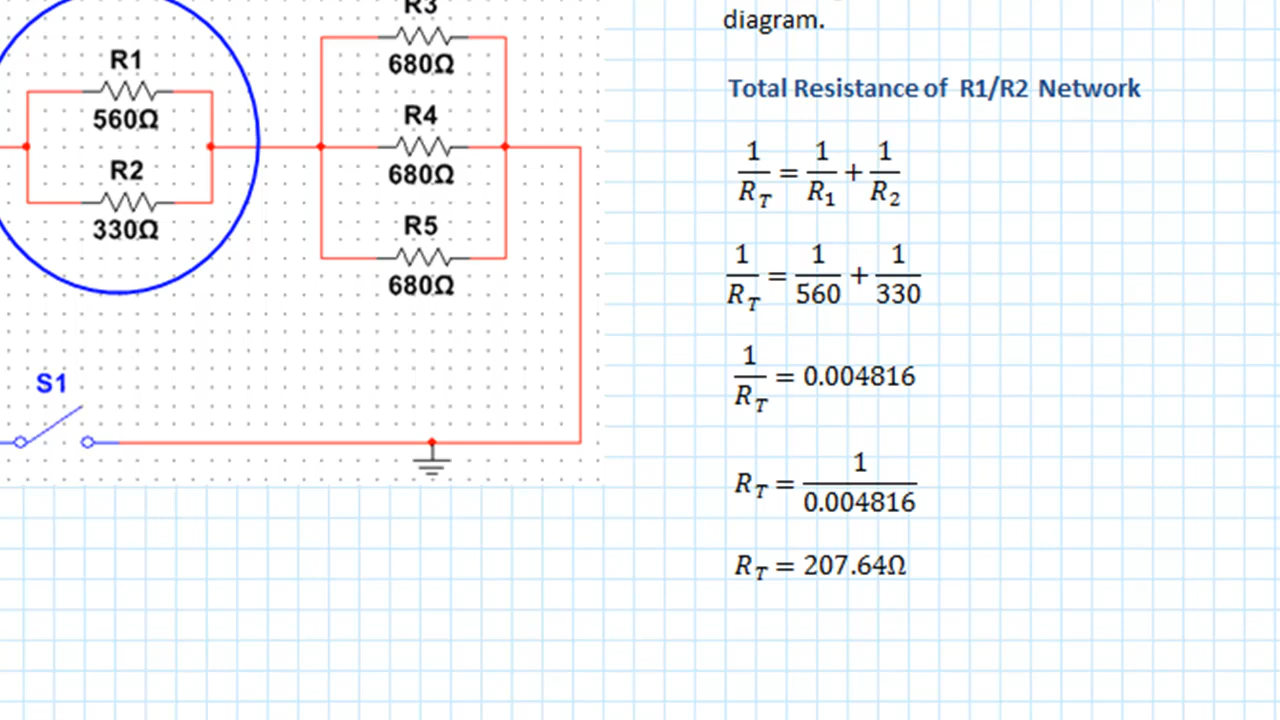 R3
680Ω
R1
560Ω
R4
680Ω
R2
330Ω
R5
680Ω
S1
diagram.
Total Resistance of R1/R2 Network
1/R_T = 1/R_1 + 1/R_2
1/R_T = 1/560 + 1/330
1/R_T = 0.004816
R_T = 1/0.004816
R_T = 207.64Ω